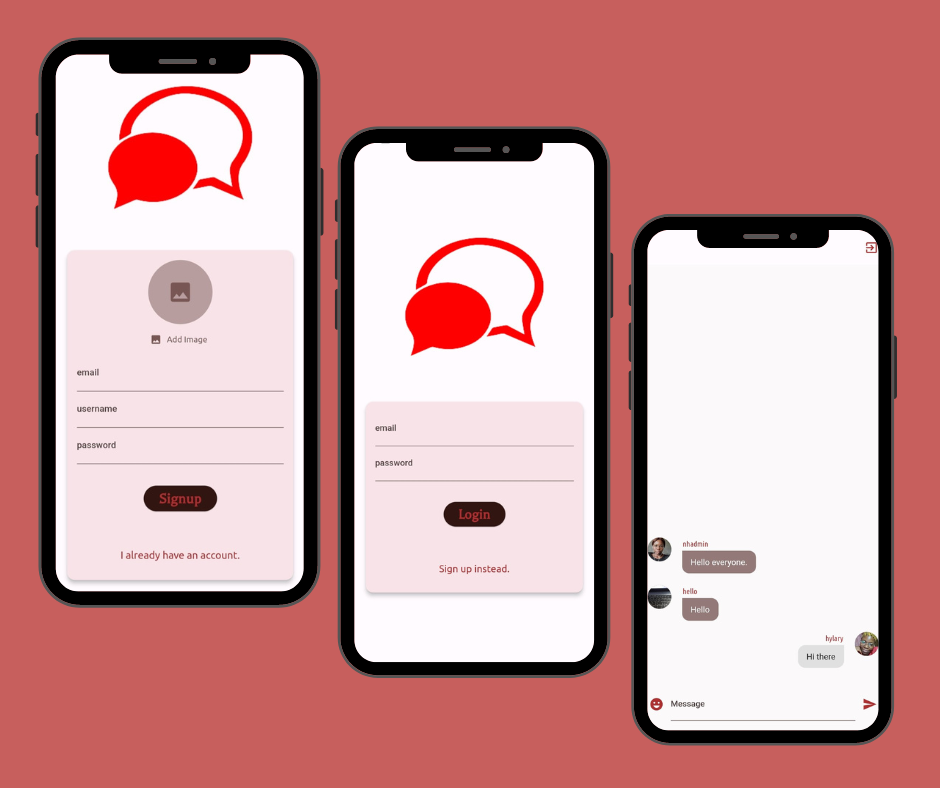 Add Image
email
username
password
Signup
I already have an account.
email
password
Login
Sign up instead.
nhadmin
Hello everyone.
hello
Hello
hylary
Hi there
Message